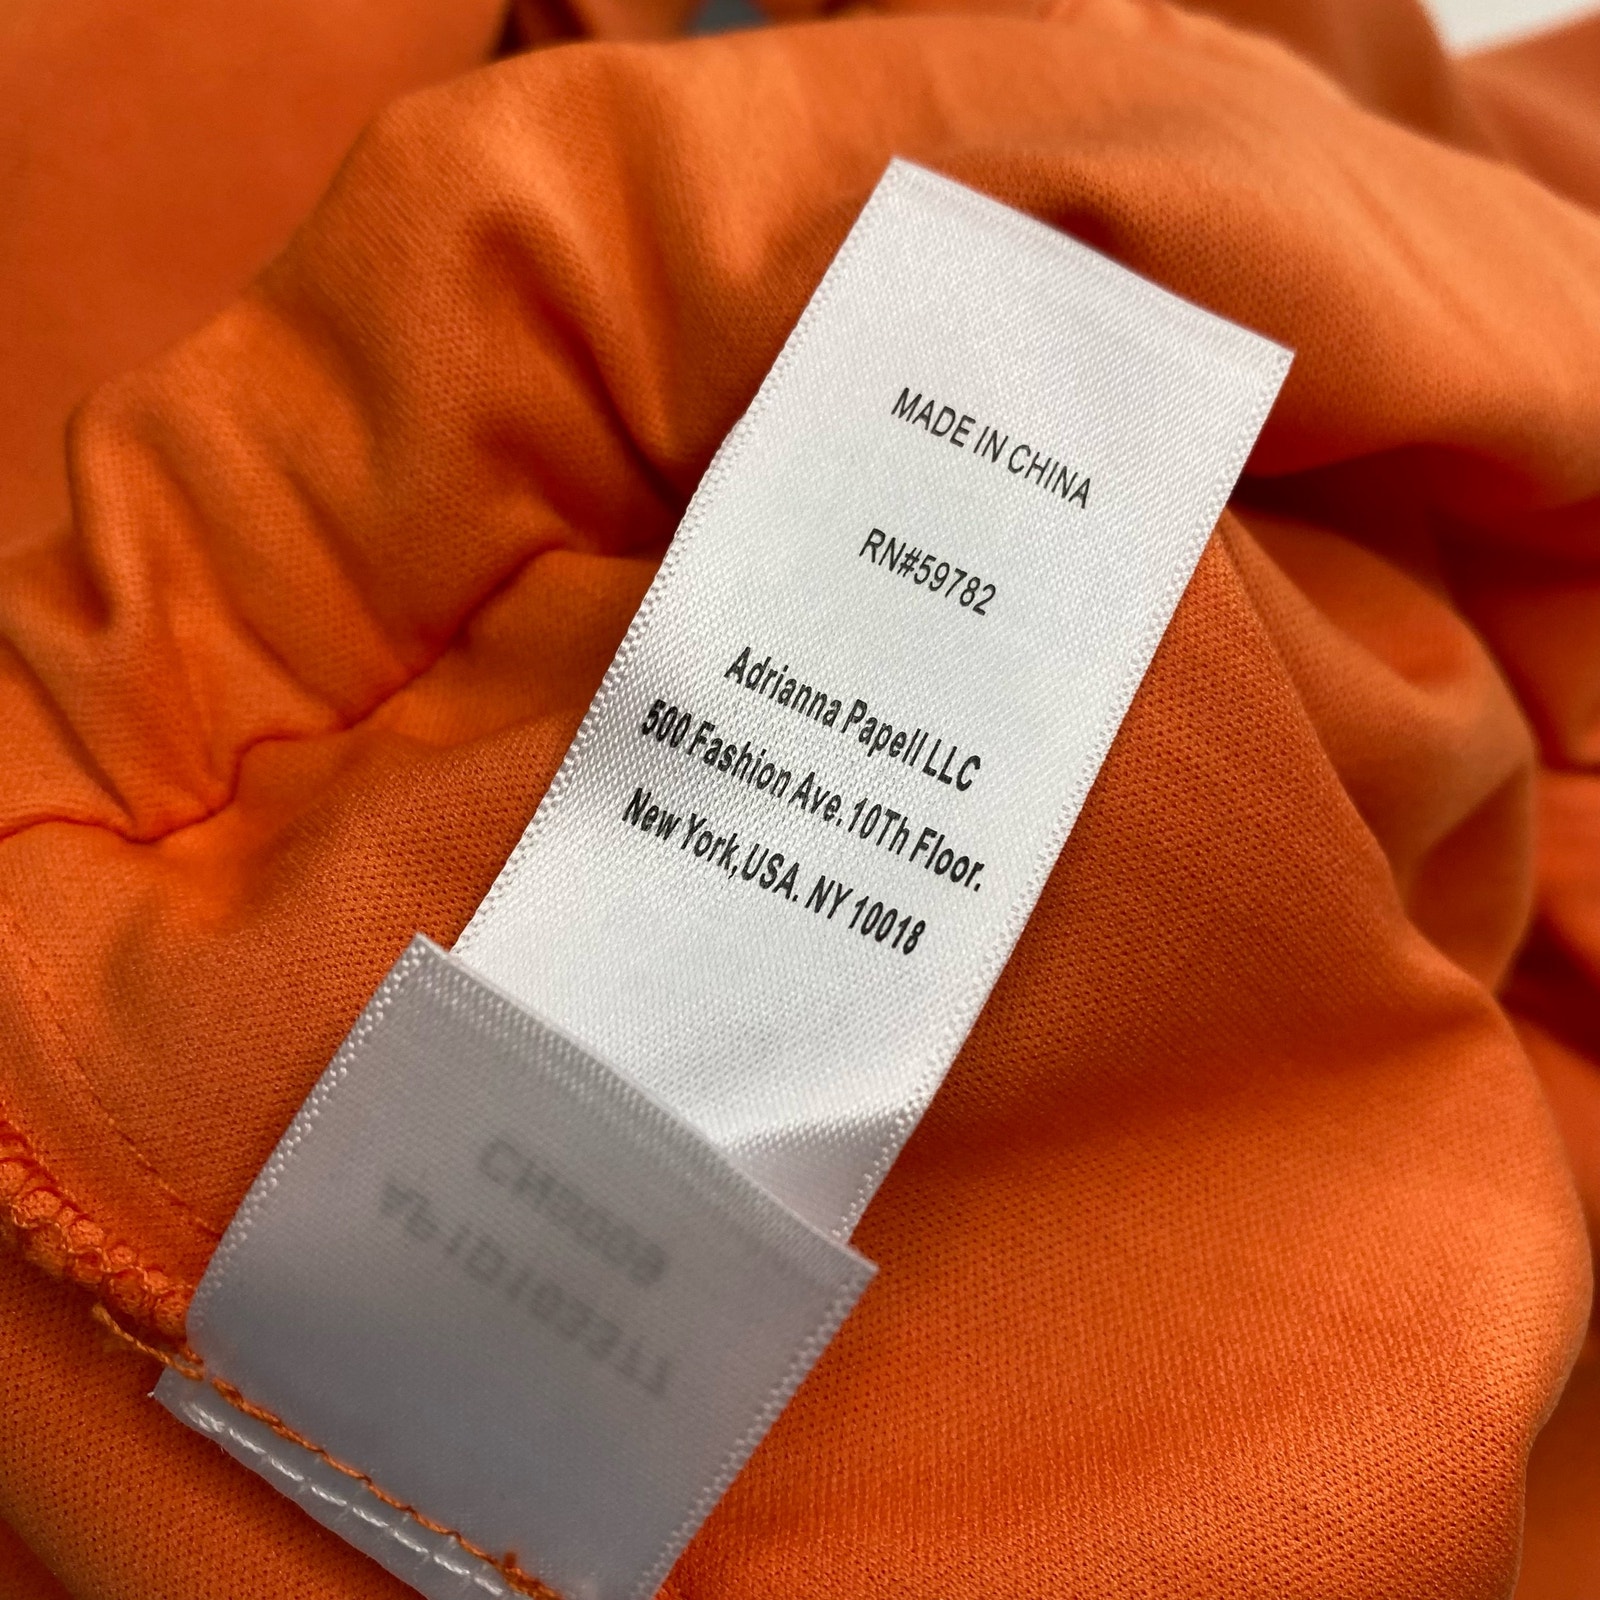 MADE IN CHINA
RN#59782
Adrianna Papell LLC
500 Fashion Ave.10Th Floor.
New York,USA. NY 10018